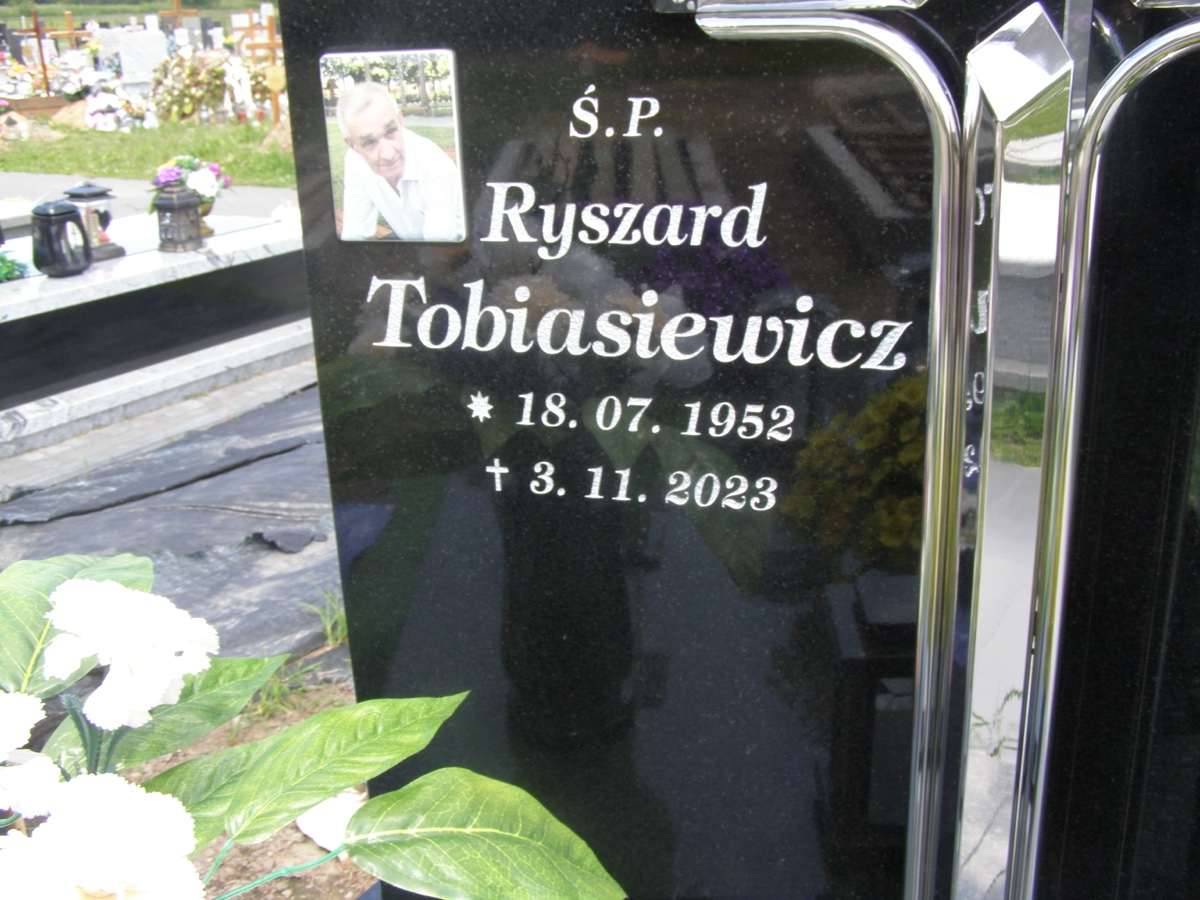 Ś.P.
Ryszard
Tobiasiewicz
* 18. 07. 1952
† 3. 11. 2023